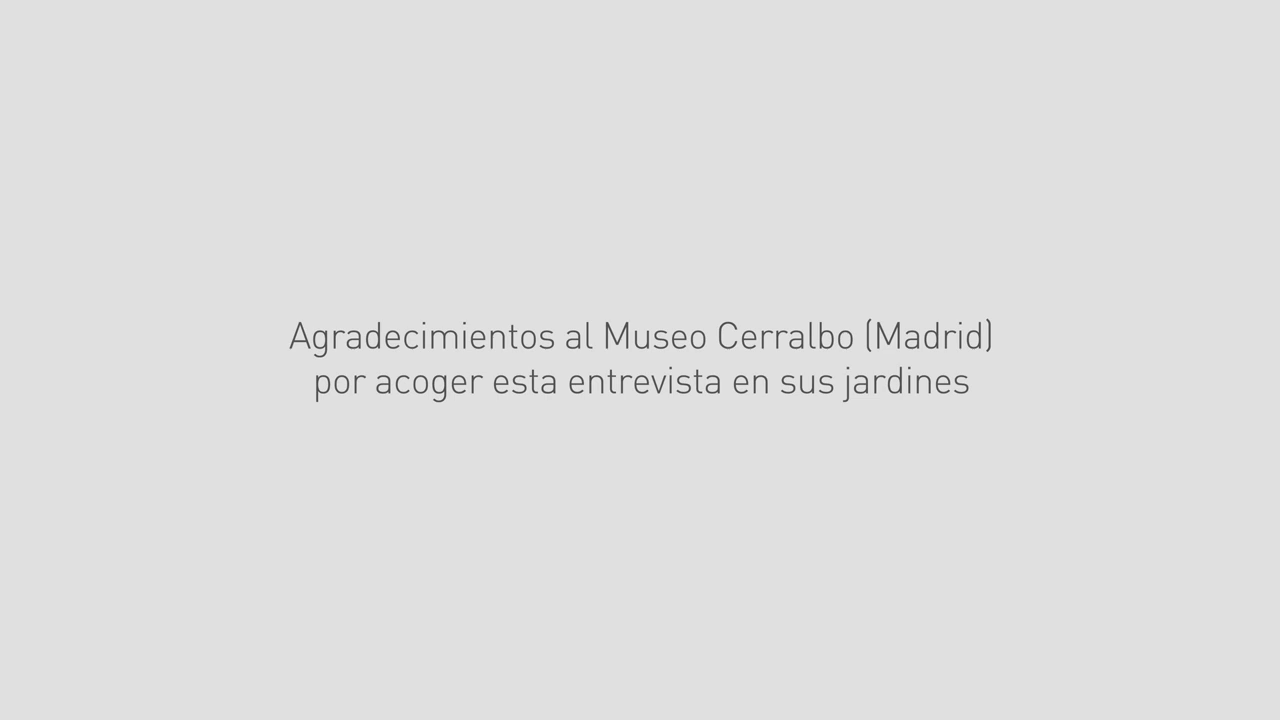 Agradecimientos al Museo Cerralbo (Madrid)
por acoger esta entrevista en sus jardines